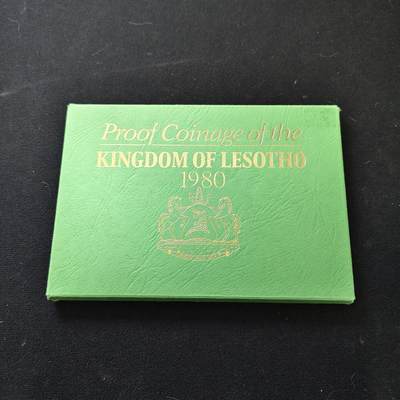 Proof Coinage of the
KINGDOM OF LESOTHO
1980